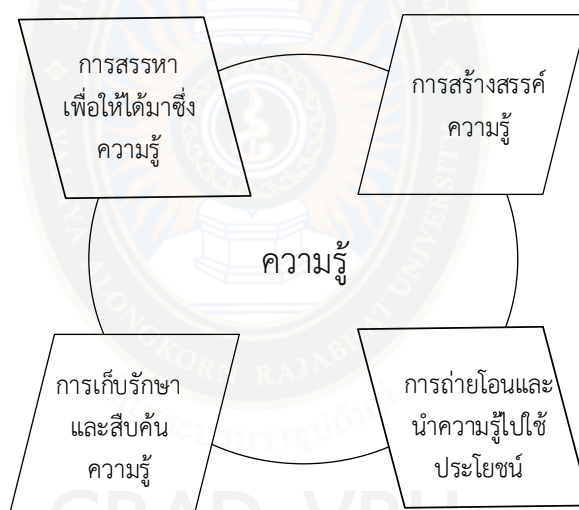 การสรรหา
เพื่อให้ได้มาซึ่ง
ความรู้
การสร้างสรรค์
ความรู้
ความรู้
การเก็บรักษา
และสืบค้น
ความรู้
การถ่ายโอนและ
นำความรู้ไปใช้
ประโยชน์
ALONGKORN RAJABHAT UNIVERSITY
GRAD VRU